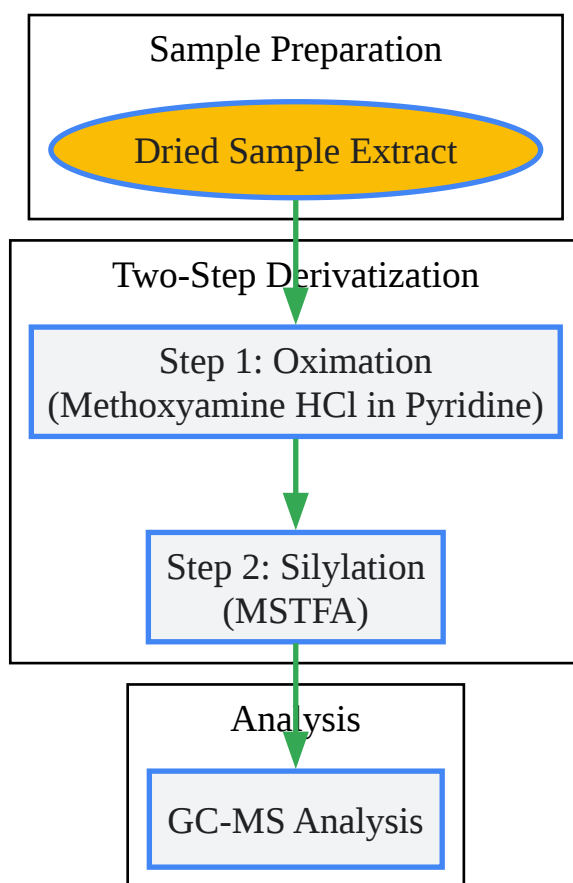 Sample Preparation
Dried Sample Extract
Two-Step Derivatization
Step 1: Oximation
(Methoxyamine HCl in Pyridine)
Step 2: Silylation
(MSTFA)
Analysis
GC-MS Analysis